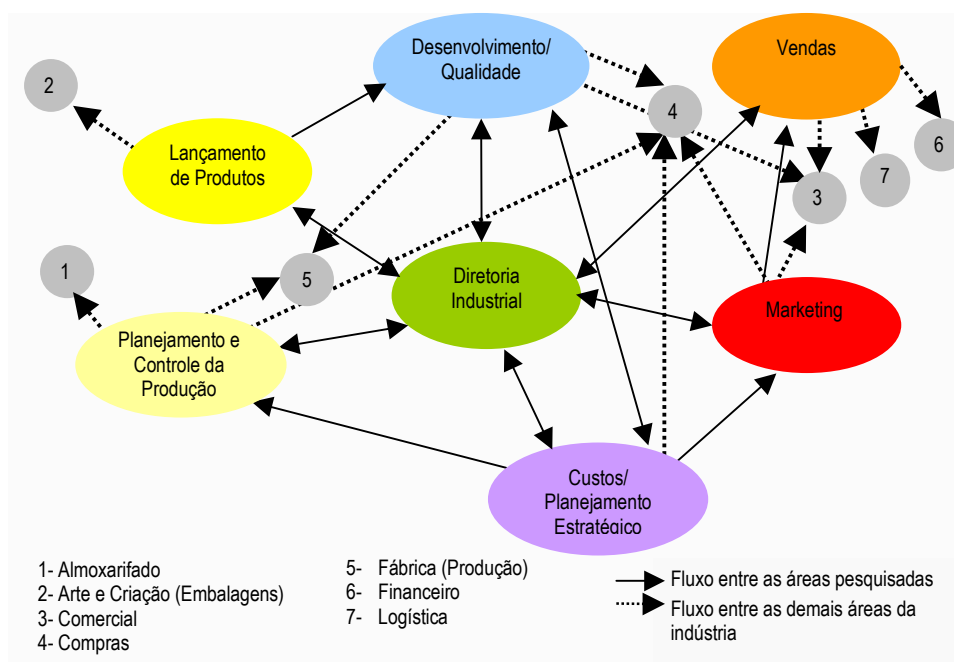 Desenvolvimento/
Qualidade
Vendas
2
4
6
Lançamento
de Produtos
7
3
1
5
Diretoria
Industrial
Marketing
Planejamento e
Controle da
Produção
Custos/
Planejamento
Estratégico
1- Almoxarifado
2- Arte e Criação (Embalagens)
3- Comercial
4- Compras
5- Fábrica (Produção)
6- Financeiro
7- Logística
Fluxo entre as áreas pesquisadas
Fluxo entre as demais áreas da
indústria